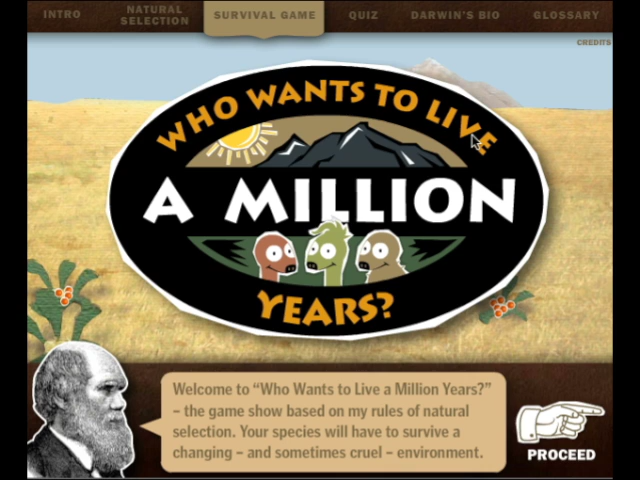 INTRO
NATURAL
SELECTION
SURVIVAL GAME
QUIZ
DARWIN'S BIO
GLOSSARY
CREDITS
WHO WANTS TO LIVE
A MILLION
YEARS?
Welcome to “Who Wants to Live a Million Years?”
– the game show based on my rules of natural
selection. Your species will have to survive a
changing – and sometimes cruel – environment.
PROCEED